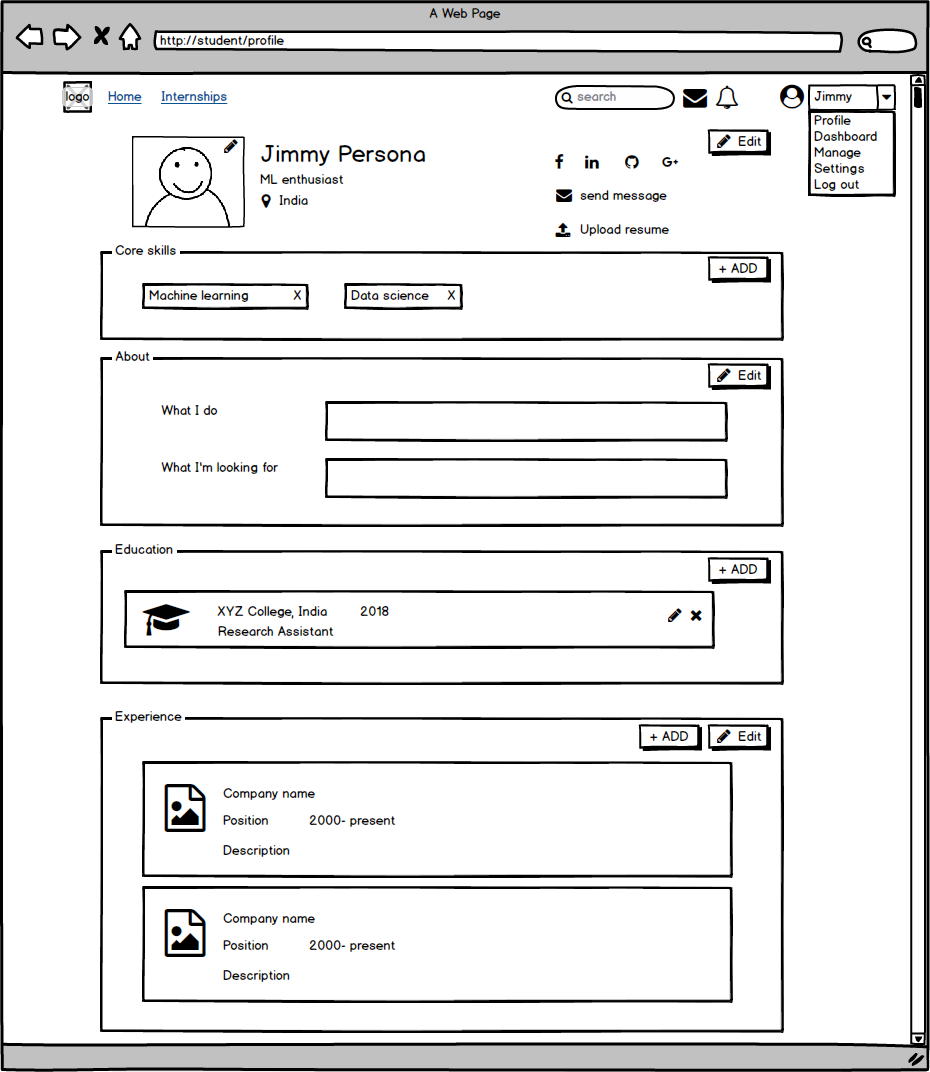 A Web Page
http://student/profile
logo Home Internships search Jimmy
Profile
Dashboard
Manage
Settings
Log out
Edit
Jimmy Persona
ML enthusiast
India
f in G+
send message
Upload resume
Core skills
+ ADD
Machine learning X Data science X
About
Edit
What I do
What I'm looking for
Education
+ ADD
XYZ College, India 2018
Research Assistant
Experience
+ ADD Edit
Company name
Position 2000- present
Description
Company name
Position 2000- present
Description